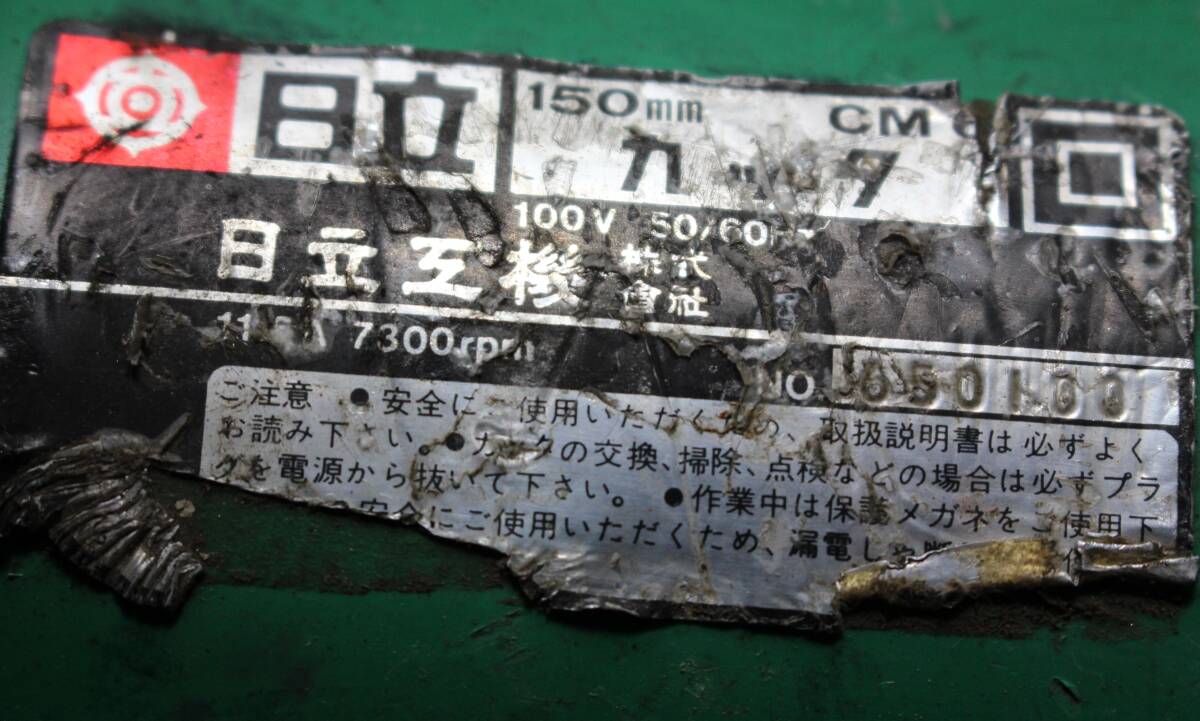 日立
150mm CM
カッタ
100V 50/60Hz
日立工機 株式會社
7300rpm
NO.
ご注意 ●安全にご使用いただくため、取扱説明書は必ずよく
お読み下さい。●カッタの交換、掃除、点検などの場合は必ずプラ
グを電源から抜いて下さい。 ●作業中は保護メガネをご使用下
安全にご使用いただくため、漏電しゃ断